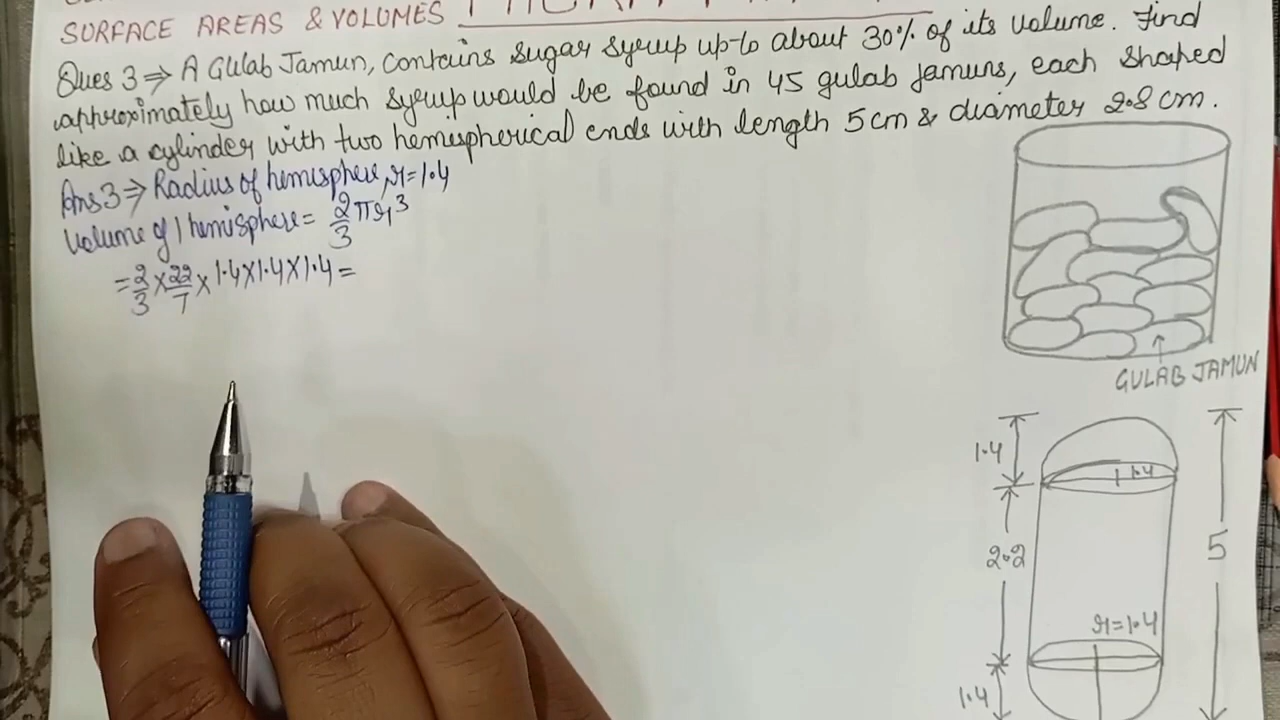 SURFACE AREAS & VOLUMES
Ques 3 ⇒ A Gulab Jamun, contains sugar syrup up-to about 30% of its volume. Find
approximately how much syrup would be found in 45 gulab jamuns, each shaped
like a cylinder with two hemispherical ends with length 5 cm & diameter 2.8 cm.
Ans 3 ⇒ Radius of hemisphere, r = 1.4
Volume of 1 hemisphere = 2/3 πr³
= 2/3 × 22/7 × 1.4 × 1.4 × 1.4 =
GULAB JAMUN
1.4
1.4
2.2
5
r = 1.4
1.4